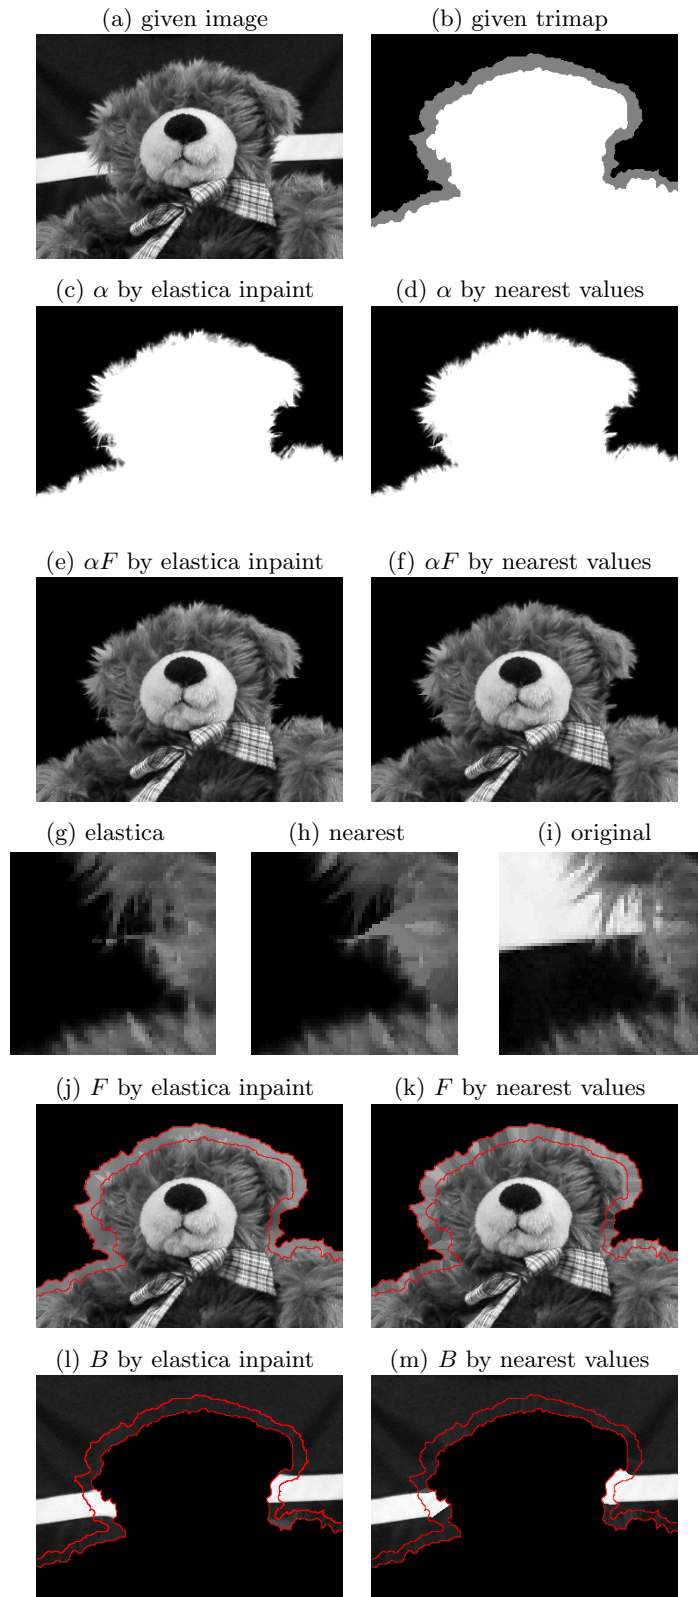 (a) given image
(b) given trimap
(c) α by elastica inpaint
(d) α by nearest values
(e) αF by elastica inpaint
(f) αF by nearest values
(g) elastica
(h) nearest
(i) original
(j) F by elastica inpaint
(k) F by nearest values
(l) B by elastica inpaint
(m) B by nearest values